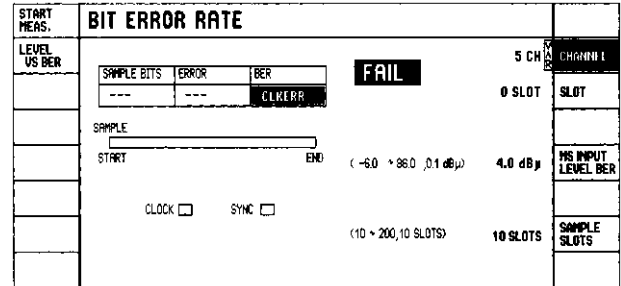 START
MEAS.
BIT ERROR RATE
LEVEL
VS BER
SAMPLE BITS ERROR BER
--- --- CLKERR
FAIL
5 CH VAR
CHANNEL
0 SLOT
SLOT
SAMPLE
START END
( -6.0 ~ 86.0 ,0.1 dBμ) 4.0 dBμ
MS INPUT
LEVEL BER
CLOCK SYNC
(10 ~ 200,10 SLOTS) 10 SLOTS
SAMPLE
SLOTS